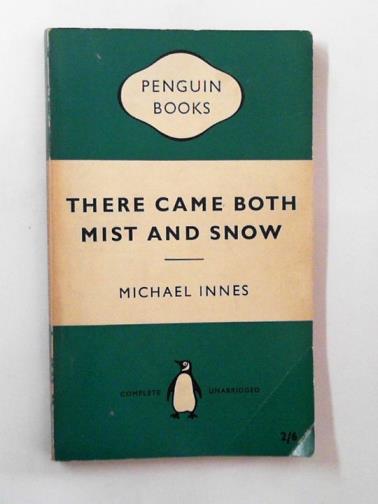 PENGUIN
BOOKS
THERE CAME BOTH
MIST AND SNOW
MICHAEL INNES
COMPLETE UNABRIDGED
2/6